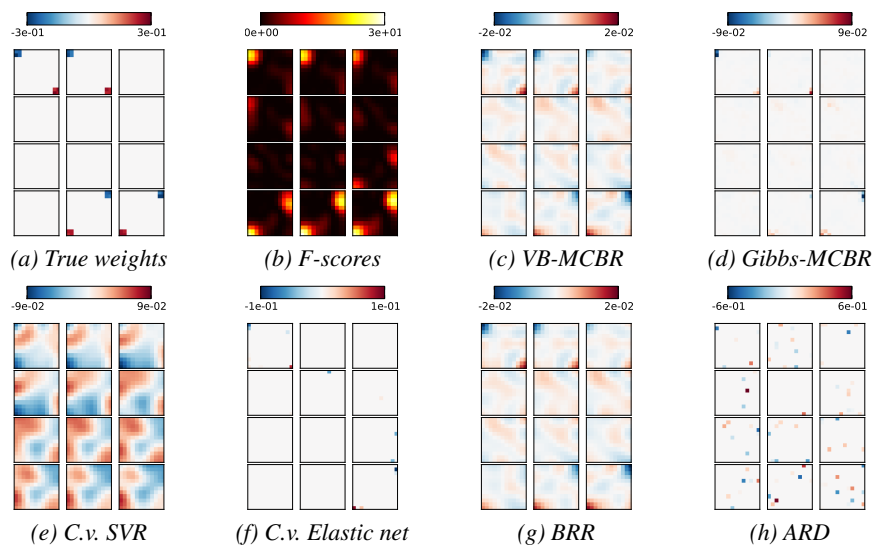 -3e-01 3e-01
0e+00 3e+01
-2e-02 2e-02
-9e-02 9e-02
(a) True weights
(b) F-scores
(c) VB-MCBR
(d) Gibbs-MCBR
-9e-02 9e-02
-1e-01 1e-01
-2e-02 2e-02
-6e-01 6e-01
(e) C.v. SVR
(f) C.v. Elastic net
(g) BRR
(h) ARD